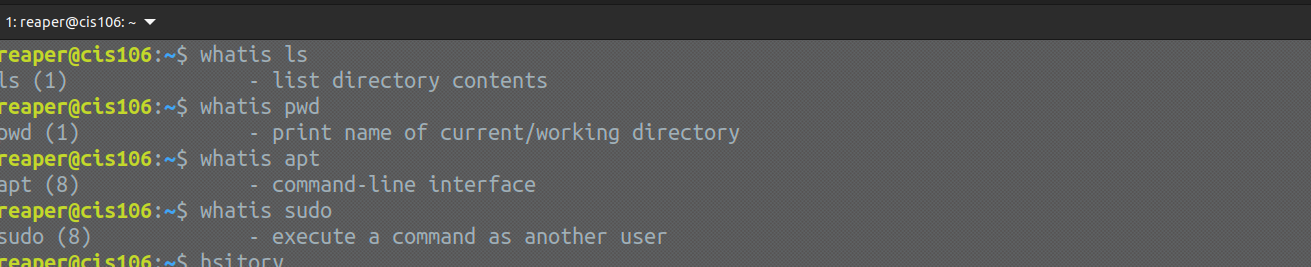 1: reaper@cis106: ~
reaper@cis106:~$ whatis ls
ls (1)               - list directory contents
reaper@cis106:~$ whatis pwd
pwd (1)              - print name of current/working directory
reaper@cis106:~$ whatis apt
apt (8)              - command-line interface
reaper@cis106:~$ whatis sudo
sudo (8)             - execute a command as another user
reaper@cis106:~$ hsitory